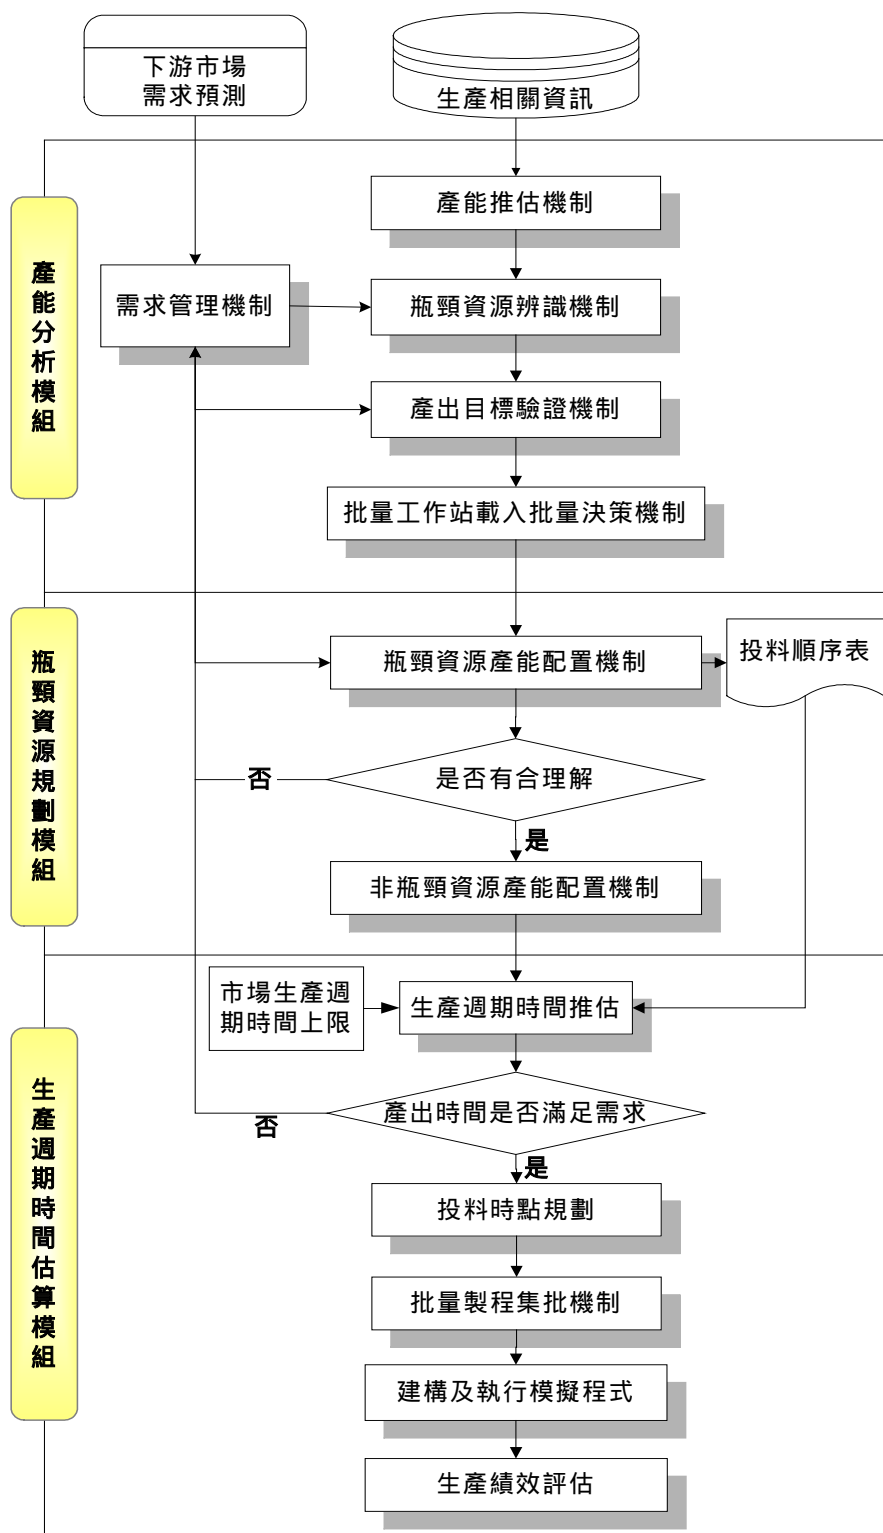 下游市場
需求預測
生產相關資訊
產能分析模組
產能推估機制
需求管理機制
瓶頸資源辨識機制
產出目標驗證機制
批量工作站載入批量決策機制
瓶頸資源規劃模組
瓶頸資源產能配置機制
投料順序表
是否有合理解
否
是
非瓶頸資源產能配置機制
生產週期時間估算模組
市場生產週
期時間上限
生產週期時間推估
產出時間是否滿足需求
否
是
投料時點規劃
批量製程集批機制
建構及執行模擬程式
生產績效評估